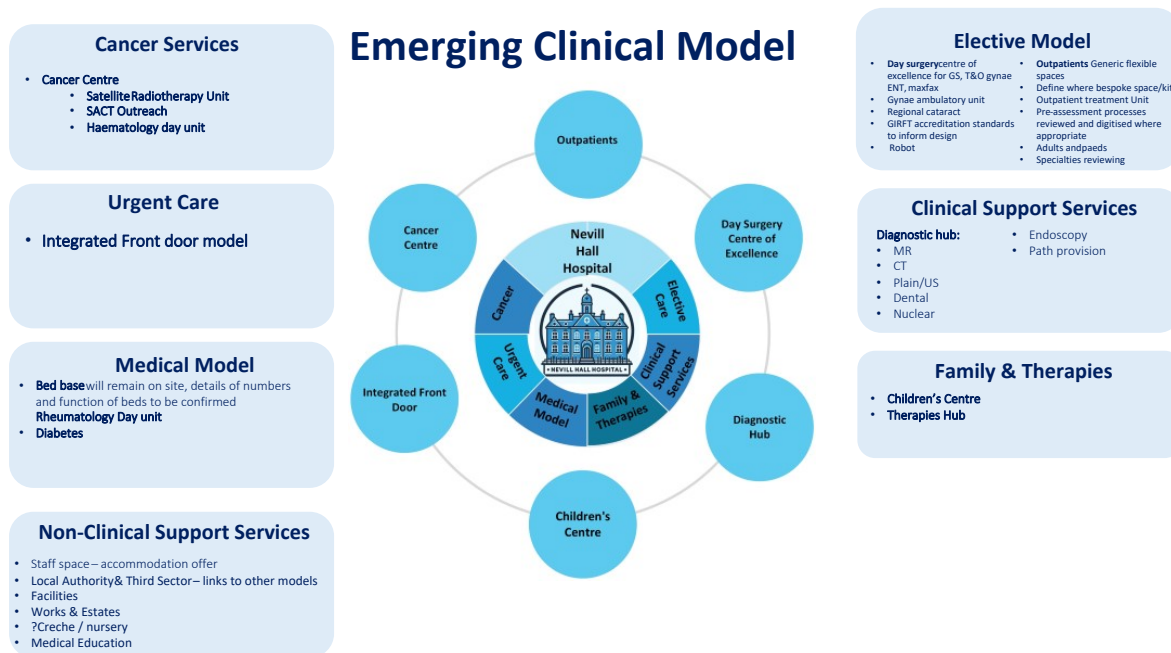 Emerging Clinical Model
Cancer Services
• Cancer Centre
• Satellite Radiotherapy Unit
• SACT Outreach
• Haematology day unit
Urgent Care
• Integrated Front door model
Medical Model
• Bed base will remain on site, details of numbers
and function of beds to be confirmed
Rheumatology Day unit
• Diabetes
Non-Clinical Support Services
• Staff space – accommodation offer
• Local Authority & Third Sector – links to other models
• Facilities
• Works & Estates
• ?Creche / nursery
• Medical Education
Outpatients
Cancer
Centre
Day Surgery
Centre of
Excellence
Integrated Front
Door
Diagnostic
Hub
Children's
Centre
Nevill
Hall
Hospital
Cancer
Elective
Care
Urgent
Care
Clinical
Support
Services
Medical
Model
Family &
Therapies
• NEVILL HALL HOSPITAL •
Elective Model
• Day surgery centre of
excellence for GS, T&O gynae
ENT, maxfax
• Gynae ambulatory unit
• Regional cataract
• GIRFT accreditation standards
to inform design
• Robot
• Outpatients Generic flexible
spaces
• Define where bespoke space/kit
• Outpatient treatment Unit
• Pre-assessment processes
reviewed and digitised where
appropriate
• Adults and paeds
• Specialties reviewing
Clinical Support Services
Diagnostic hub:
• MR
• CT
• Plain/US
• Dental
• Nuclear
• Endoscopy
• Path provision
Family & Therapies
• Children's Centre
• Therapies Hub